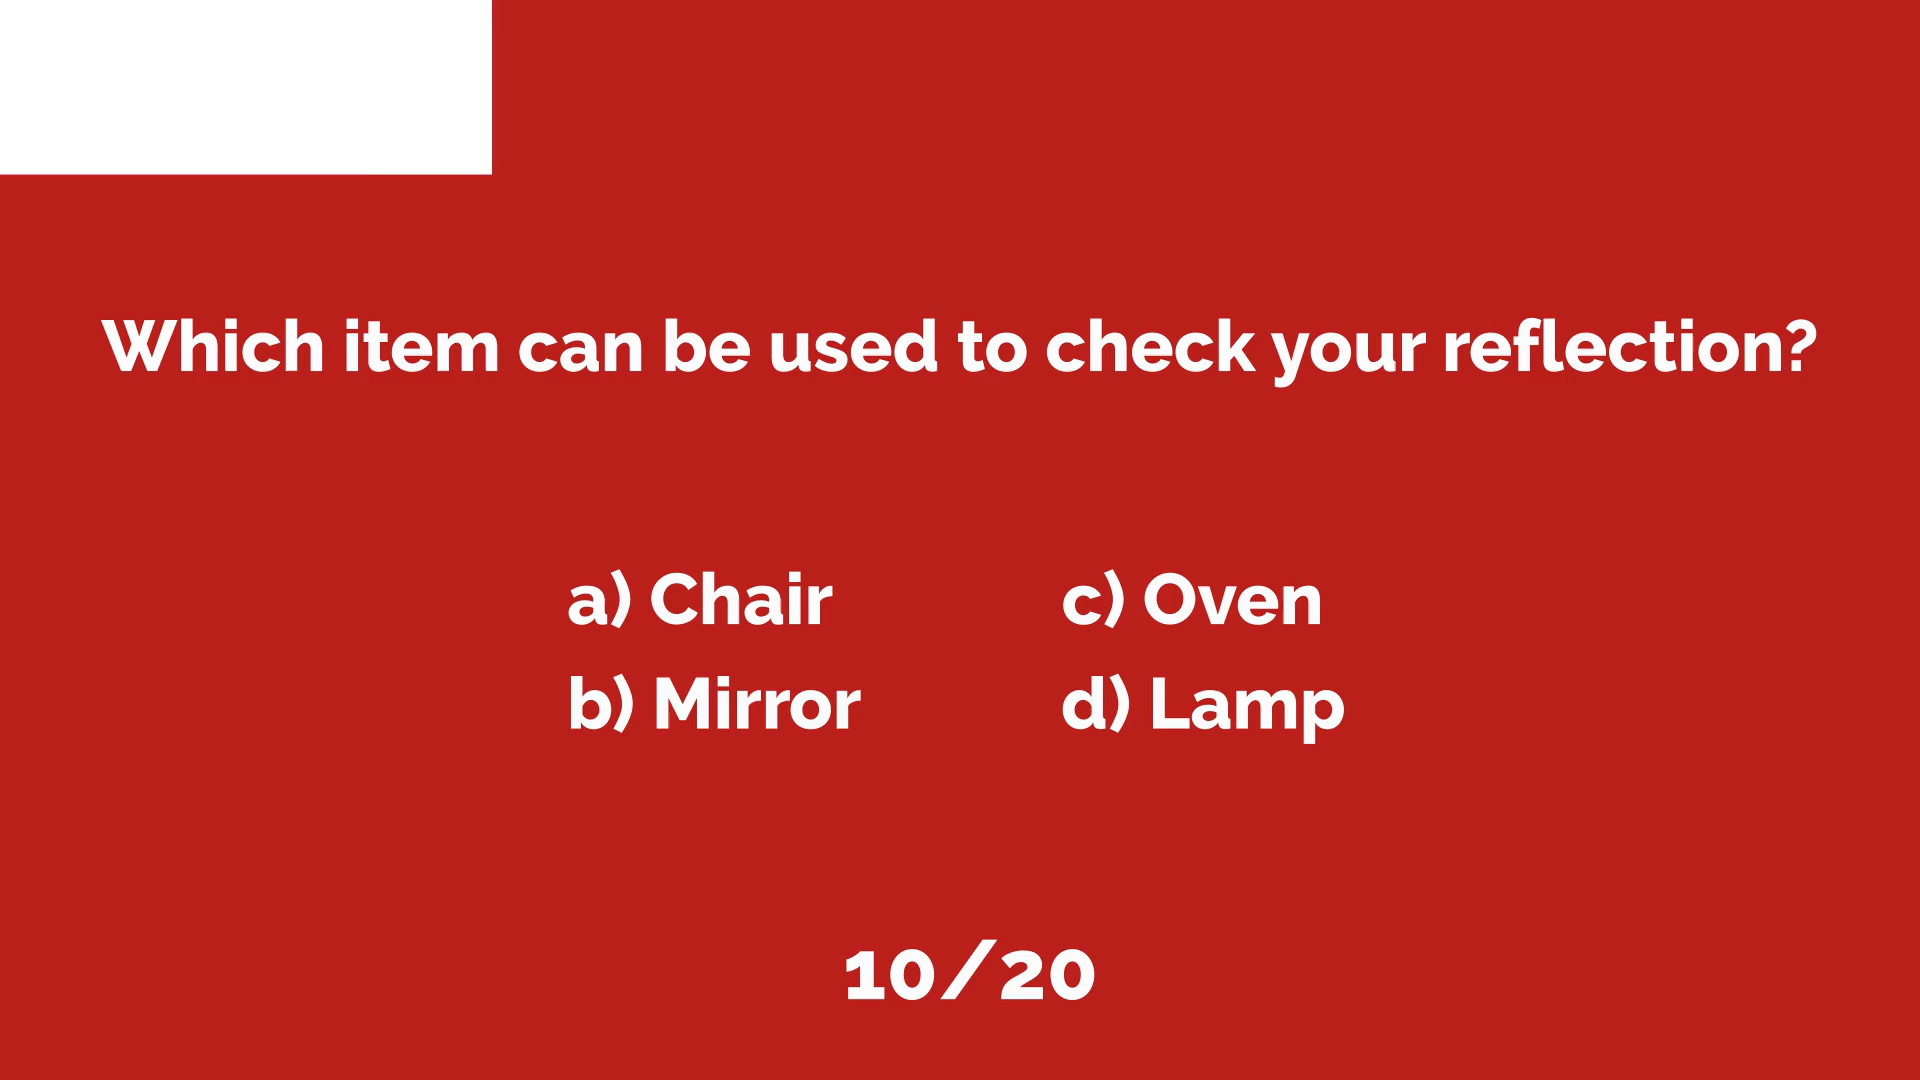 Which item can be used to check your reflection?
a) Chair
b) Mirror
c) Oven
d) Lamp
10/20